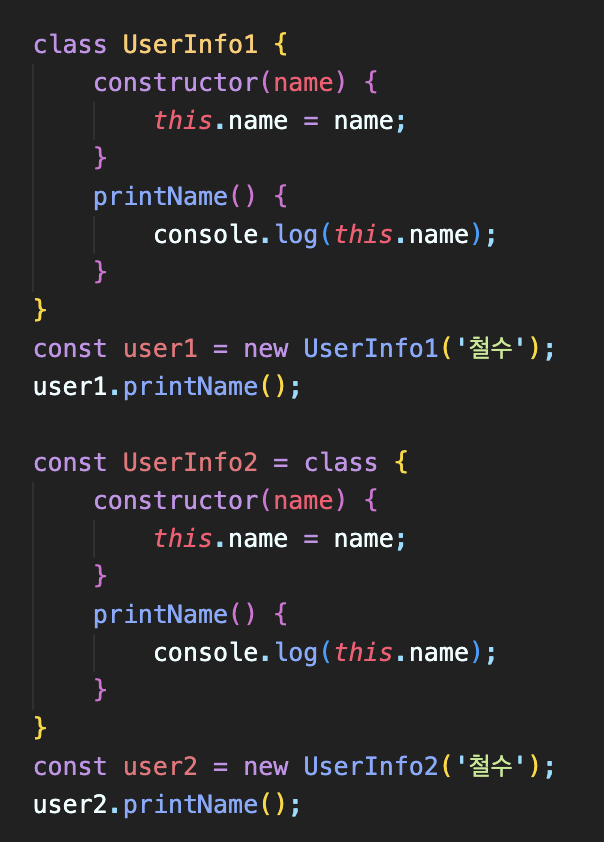 class UserInfo1 {
    constructor(name) {
        this.name = name;
    }
    printName() {
        console.log(this.name);
    }
}
const user1 = new UserInfo1('철수');
user1.printName();

const UserInfo2 = class {
    constructor(name) {
        this.name = name;
    }
    printName() {
        console.log(this.name);
    }
}
const user2 = new UserInfo2('철수');
user2.printName();